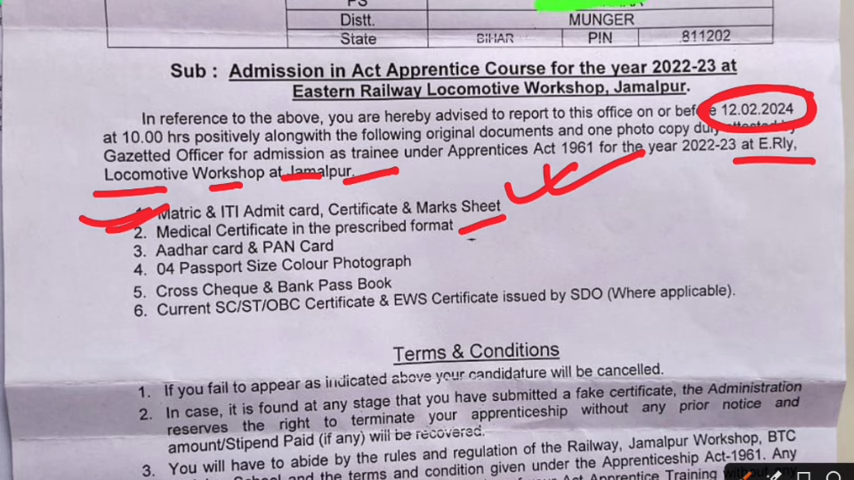 PS
Distt. MUNGER
State BIHAR PIN 811202
Sub : Admission in Act Apprentice Course for the year 2022-23 at
Eastern Railway Locomotive Workshop, Jamalpur.
In reference to the above, you are hereby advised to report to this office on or before 12.02.2024
at 10.00 hrs positively alongwith the following original documents and one photo copy duly attested by
Gazetted Officer for admission as trainee under Apprentices Act 1961 for the year 2022-23 at E.Rly,
Locomotive Workshop at Jamalpur.
1. Matric & ITI Admit card, Certificate & Marks Sheet
2. Medical Certificate in the prescribed format
3. Aadhar card & PAN Card
4. 04 Passport Size Colour Photograph
5. Cross Cheque & Bank Pass Book
6. Current SC/ST/OBC Certificate & EWS Certificate issued by SDO (Where applicable).
Terms & Conditions
1. If you fail to appear as indicated above your candidature will be cancelled.
2. In case, it is found at any stage that you have submitted a fake certificate, the Administration
reserves the right to terminate your apprenticeship without any prior notice and
amount/Stipend Paid (if any) will be recovered.
3. You will have to abide by the rules and regulation of the Railway, Jamalpur Workshop, BTC
School and the terms and condition given under the Apprenticeship Act-1961. Any
Act Apprentice Training without any